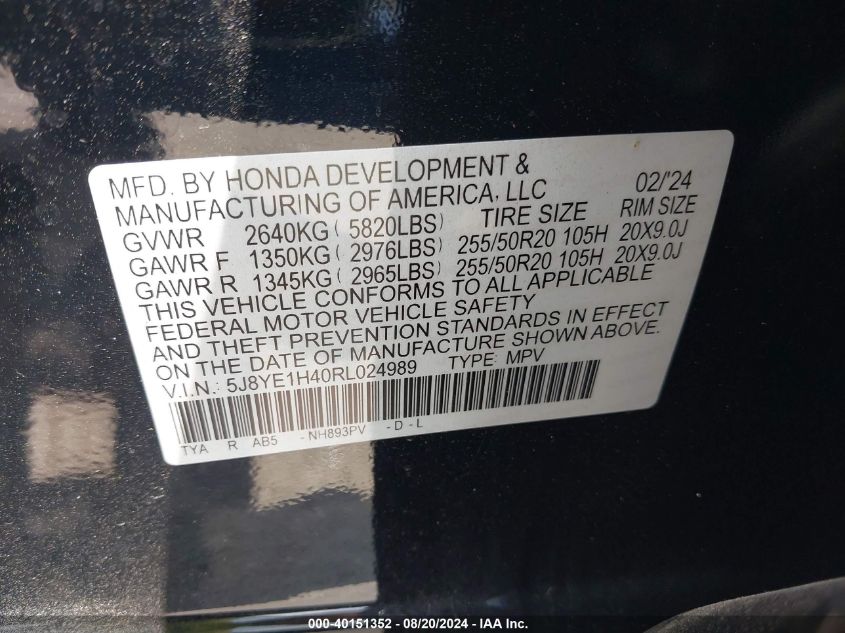 MFD. BY HONDA DEVELOPMENT & 02/'24
MANUFACTURING OF AMERICA, LLC
GVWR 2640KG ( 5820LBS) TIRE SIZE RIM SIZE
GAWR F 1350KG ( 2976LBS) 255/50R20 105H 20X9.0J
GAWR R 1345KG ( 2965LBS) 255/50R20 105H 20X9.0J
THIS VEHICLE CONFORMS TO ALL APPLICABLE
FEDERAL MOTOR VEHICLE SAFETY
AND THEFT PREVENTION STANDARDS IN EFFECT
ON THE DATE OF MANUFACTURE SHOWN ABOVE.
V.I.N.: 5J8YE1H40RL024989 TYPE: MPV
TYA R AB5 -NH893PV -D-L
000-40151352 - 08/20/2024 - IAA Inc.